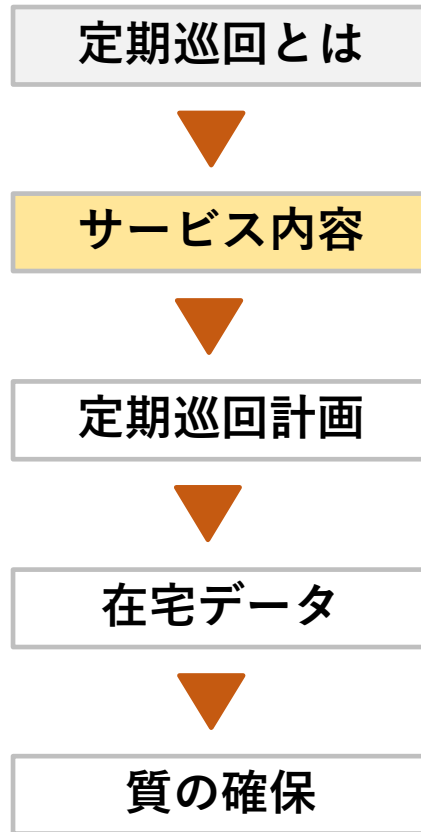 定期巡回とは
サービス内容
定期巡回計画
在宅データ
質の確保